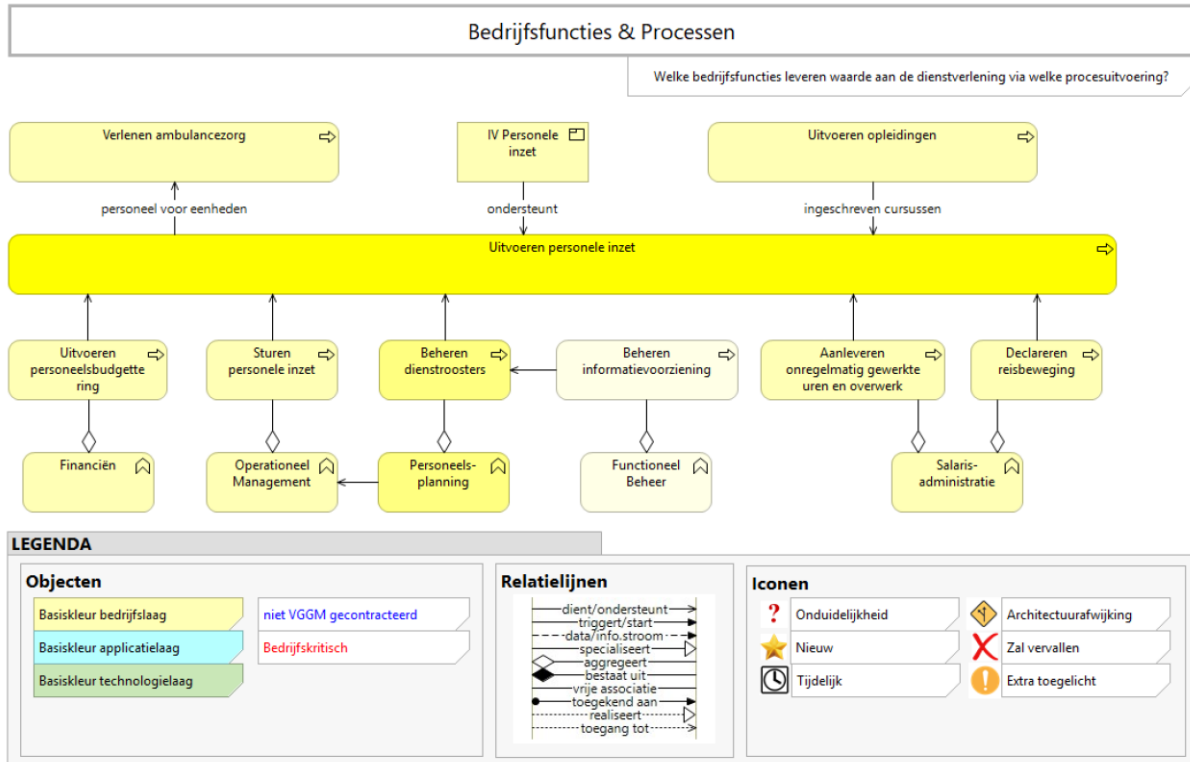 Bedrijfsfuncties & Processen
Welke bedrijfsfuncties leveren waarde aan de dienstverlening via welke procesuitvoering?
Verlenen ambulancezorg
IV Personele
inzet
Uitvoeren opleidingen
personeel voor eenheden
ondersteunt
ingeschreven cursussen
Uitvoeren personele inzet
Uitvoeren
personeelsbudgette
ring
Sturen
personele inzet
Beheren
dienstroosters
Beheren
informatievoorziening
Aanleveren
onregelmatig gewerkte
uren en overwerk
Declareren
reisbeweging
Financiën
Operationeel
Management
Personeels-
planning
Functioneel
Beheer
Salaris-
administratie
LEGENDA
Objecten
Basiskleur bedrijfslaag
niet VGGM gecontracteerd
Basiskleur applicatielaag
Bedrijfskritisch
Basiskleur technologielaag
Relatielijnen
dient/ondersteunt
triggert/start
data/info.stroom
specialiseert
aggregeert
bestaat uit
vrije associatie
toegekend aan
realiseert
toegang tot
Iconen
Onduidelijkheid
Architectuurafwijking
Nieuw
Zal vervallen
Tijdelijk
Extra toegelicht